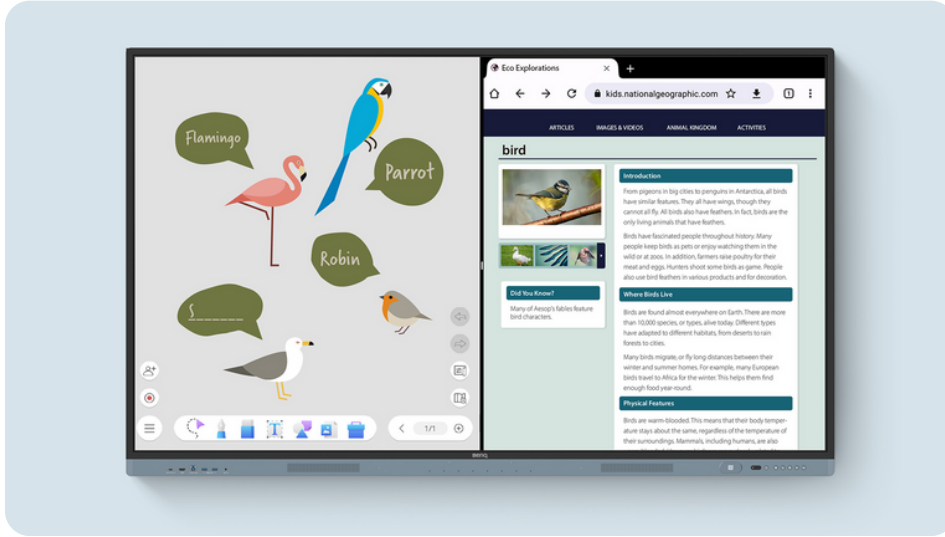 Flamingo
Parrot
Robin
S _ _ _ _ _ _
1/1
Eco Explorations
kids.nationalgeographic.com
1
ARTICLES IMAGES & VIDEOS ANIMAL KINGDOM ACTIVITIES
bird
Did You Know?
Many of Aesop's fables feature
bird characters.
Introduction
From pigeons in big cities to penguins in Antarctica, all birds
have similar features. They all have wings, though they
cannot all fly. All birds also have feathers. In fact, birds are the
only living animals that have feathers.
Birds have fascinated people throughout history. Many
people keep birds as pets or enjoy watching them in the
wild or at zoos. In addition, farmers raise poultry for their
meat and eggs. Hunters shoot some birds as game. People
also use bird feathers in various products and for decoration.
Where Birds Live
Birds are found almost everywhere on Earth. There are more
than 10,000 species, or types, alive today. Different types
have adapted to different habitats, from deserts to rain
forests to cities.
Many birds migrate, or fly long distances between their
winter and summer homes. For example, many European
birds travel to Africa for the winter. This helps them find
enough food year-round.
Physical Features
Birds are warm-blooded. This means that their body temper-
ature stays about the same, regardless of the temperature of
their surroundings. Mammals, including humans, are also
BenQ